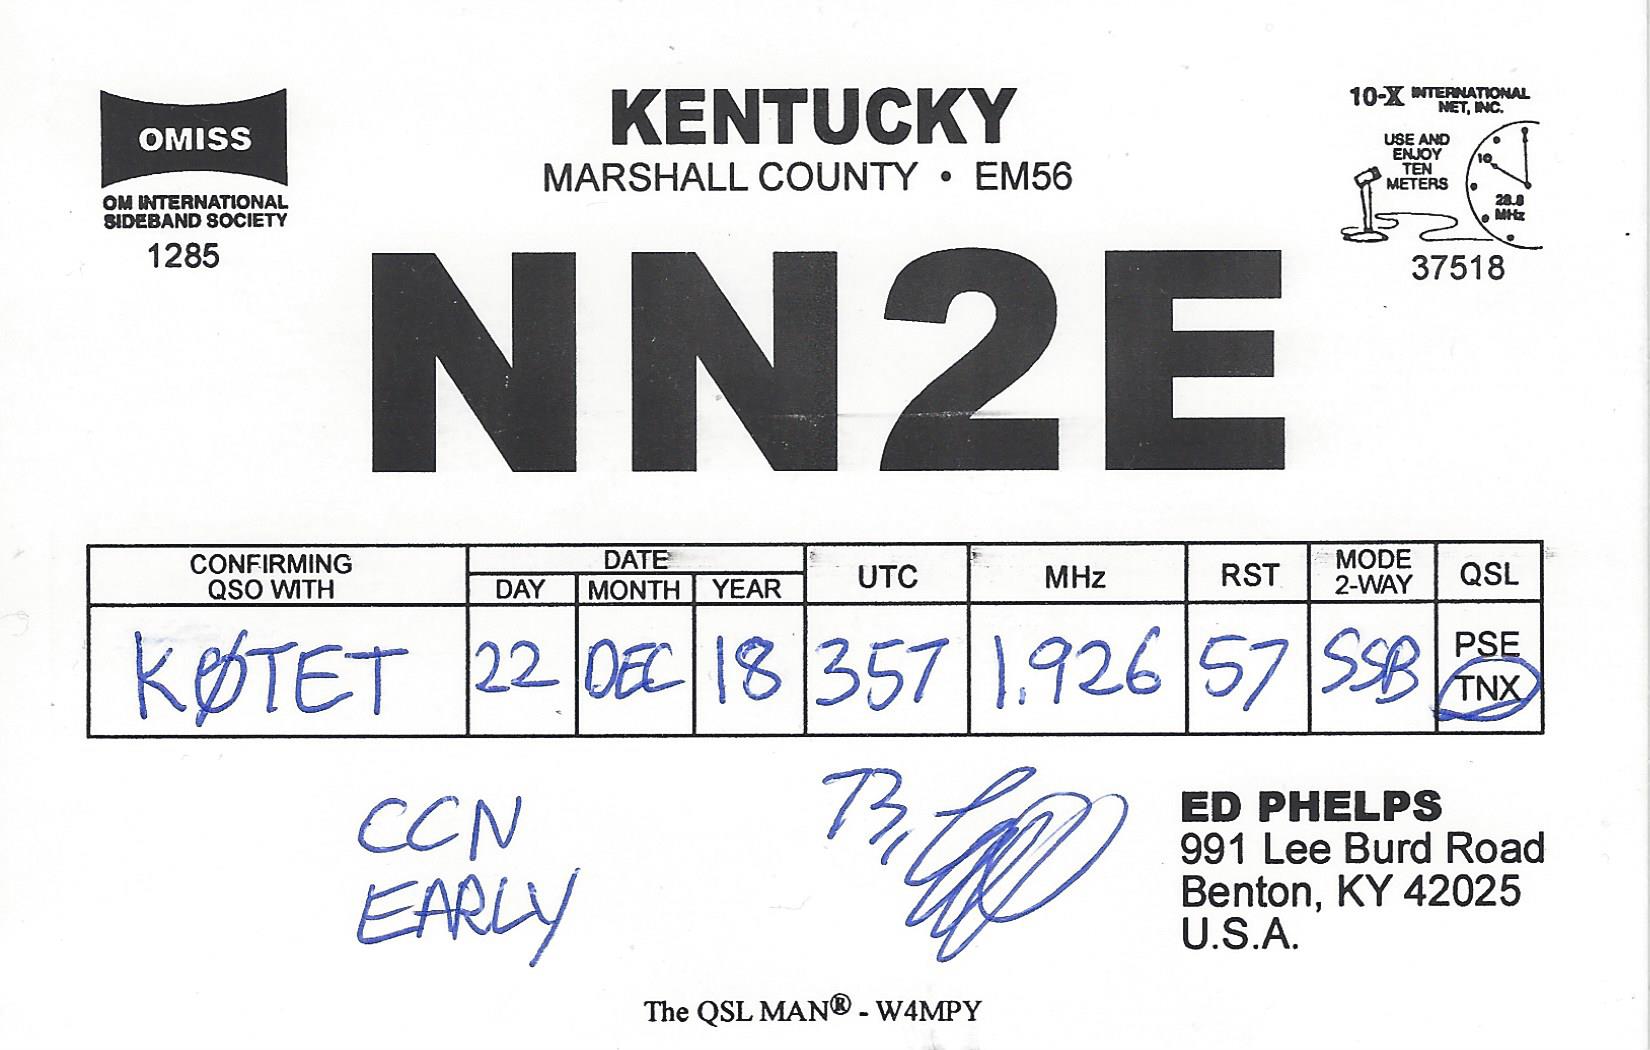 OMISS
OM INTERNATIONAL
SIDEBAND SOCIETY
1285
KENTUCKY
MARSHALL COUNTY • EM56
10-X INTERNATIONAL
NET, INC.
USE AND
ENJOY
TEN
METERS
10
28.8
MHz
37518
NN2E
CONFIRMING
QSO WITH
DATE
DAY MONTH YEAR
UTC
MHz
RST
MODE
2-WAY
QSL
KØTET 22 DEC 18 357 1.926 57 SSB
PSE
TNX
CCN
EARLY
73,
ED PHELPS
991 Lee Burd Road
Benton, KY 42025
U.S.A.
The QSL MAN® - W4MPY